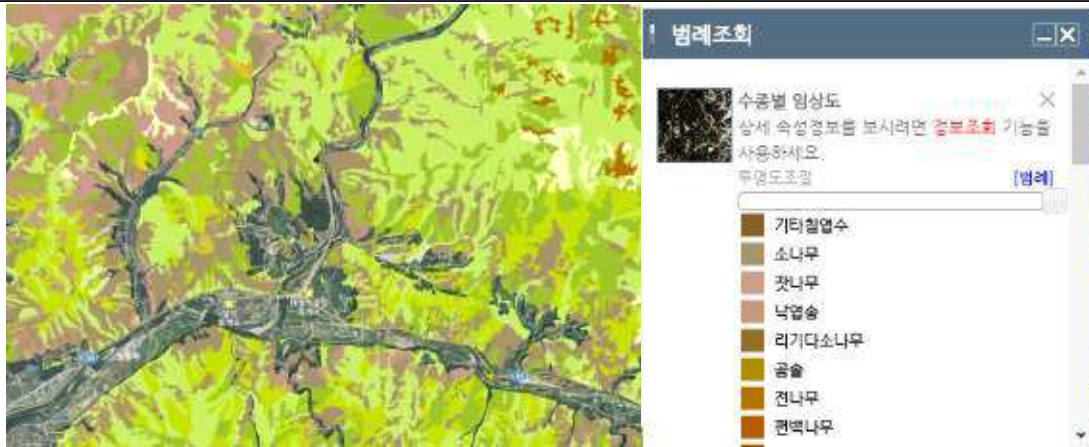 범례조회
수종별 임상도
상세 속성정보를 보시려면 정보조회 기능을
사용하세요.
투명도조절 [범례]
기타침엽수
소나무
잣나무
낙엽송
리기다소나무
곰솔
전나무
편백나무